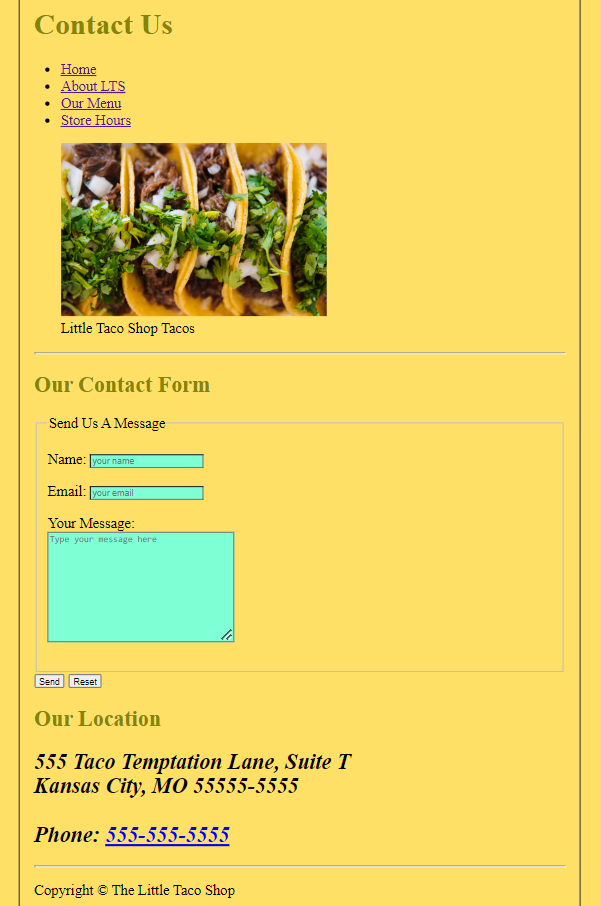 Contact Us
Home
About LTS
Our Menu
Store Hours
Little Taco Shop Tacos
Our Contact Form
Send Us A Message
Name: your name
Email: your email
Your Message:
Type your message here
Send Reset
Our Location
555 Taco Temptation Lane, Suite T
Kansas City, MO 55555-5555
Phone: 555-555-5555
Copyright © The Little Taco Shop